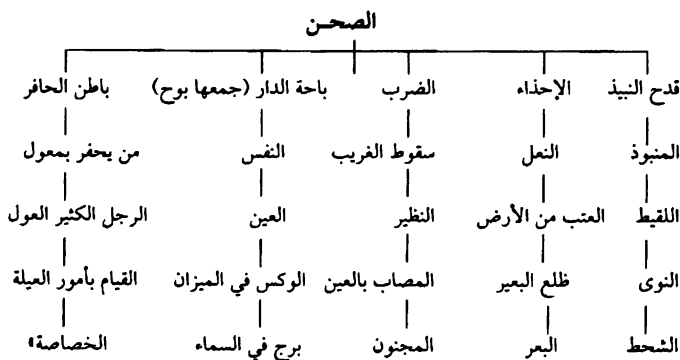 الصحـن
قدح النبيذ الإحذاء الضرب باحة الدار (جمعها بوح) باطن الحافر
المنبوذ النعل سقوط الغريب النفس من يحفر بمعول
اللقيط العتب من الأرض النظير العين الرجل الكثير العول
النوى ظلع البعير المصاب بالعين الوكس في الميزان القيام بأمور العيلة
الشحط البعر المجنون برج في السماء الخصاصة